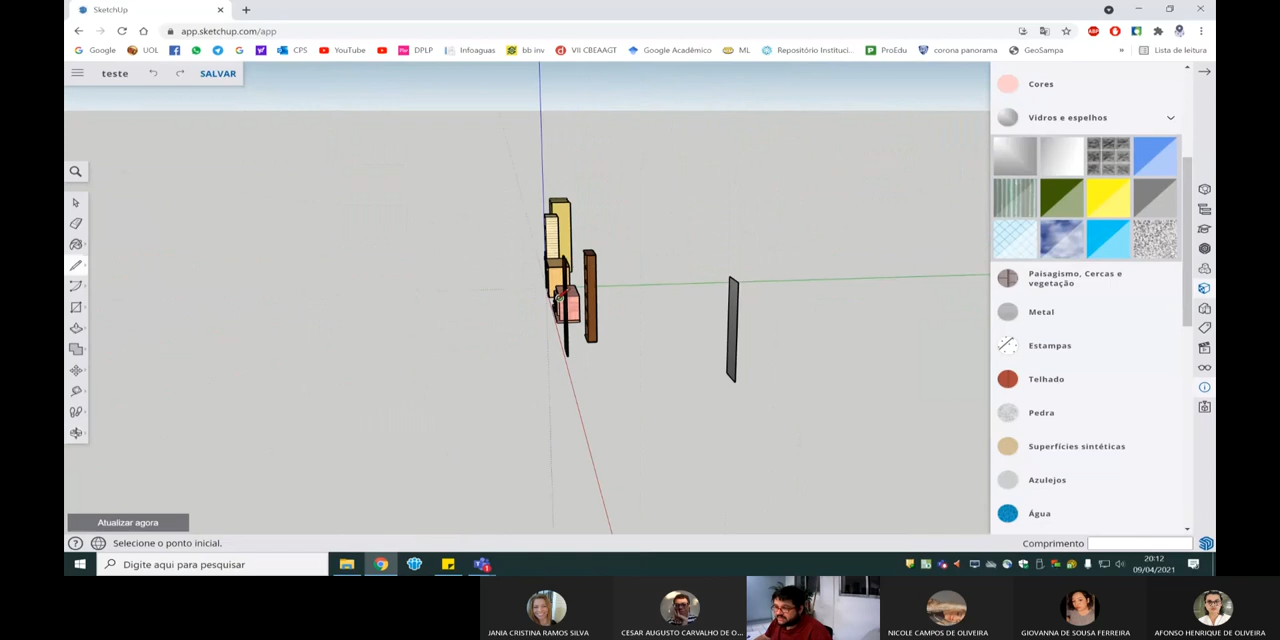 SketchUp
app.sketchup.com/app
Google UOL CPS YouTube DPLP Infoaguas bb inv VII CBEAAGT Google Acadêmico ML Repositório Instituci... ProEdu corona panorama GeoSampa » Lista de leitura
teste SALVAR
Cores
Vidros e espelhos
Paisagismo, Cercas e
vegetação
Metal
Estampas
Telhado
Pedra
Superfícies sintéticas
Azulejos
Água
Atualizar agora
Selecione o ponto inicial. Comprimento
Digite aqui para pesquisar
20:12
09/04/2021
JANIA CRISTINA RAMOS SILVA CESAR AUGUSTO CARVALHO DE O... NICOLE CAMPOS DE OLIVEIRA GIOVANNA DE SOUSA FERREIRA AFONSO HENRIQUE DE OLIVEIRA